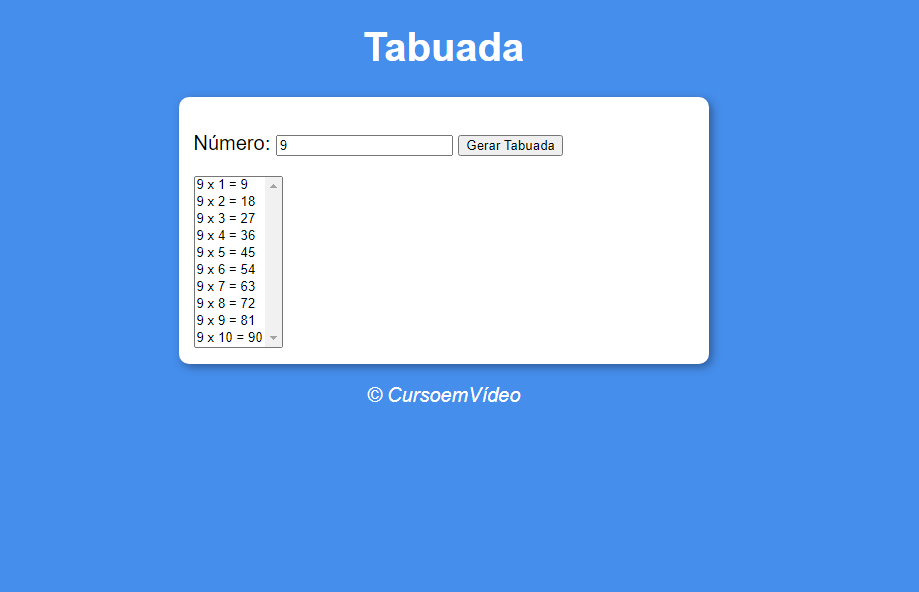 Tabuada
Número: 9 Gerar Tabuada
9 x 1 = 9
9 x 2 = 18
9 x 3 = 27
9 x 4 = 36
9 x 5 = 45
9 x 6 = 54
9 x 7 = 63
9 x 8 = 72
9 x 9 = 81
9 x 10 = 90
© CursoemVídeo